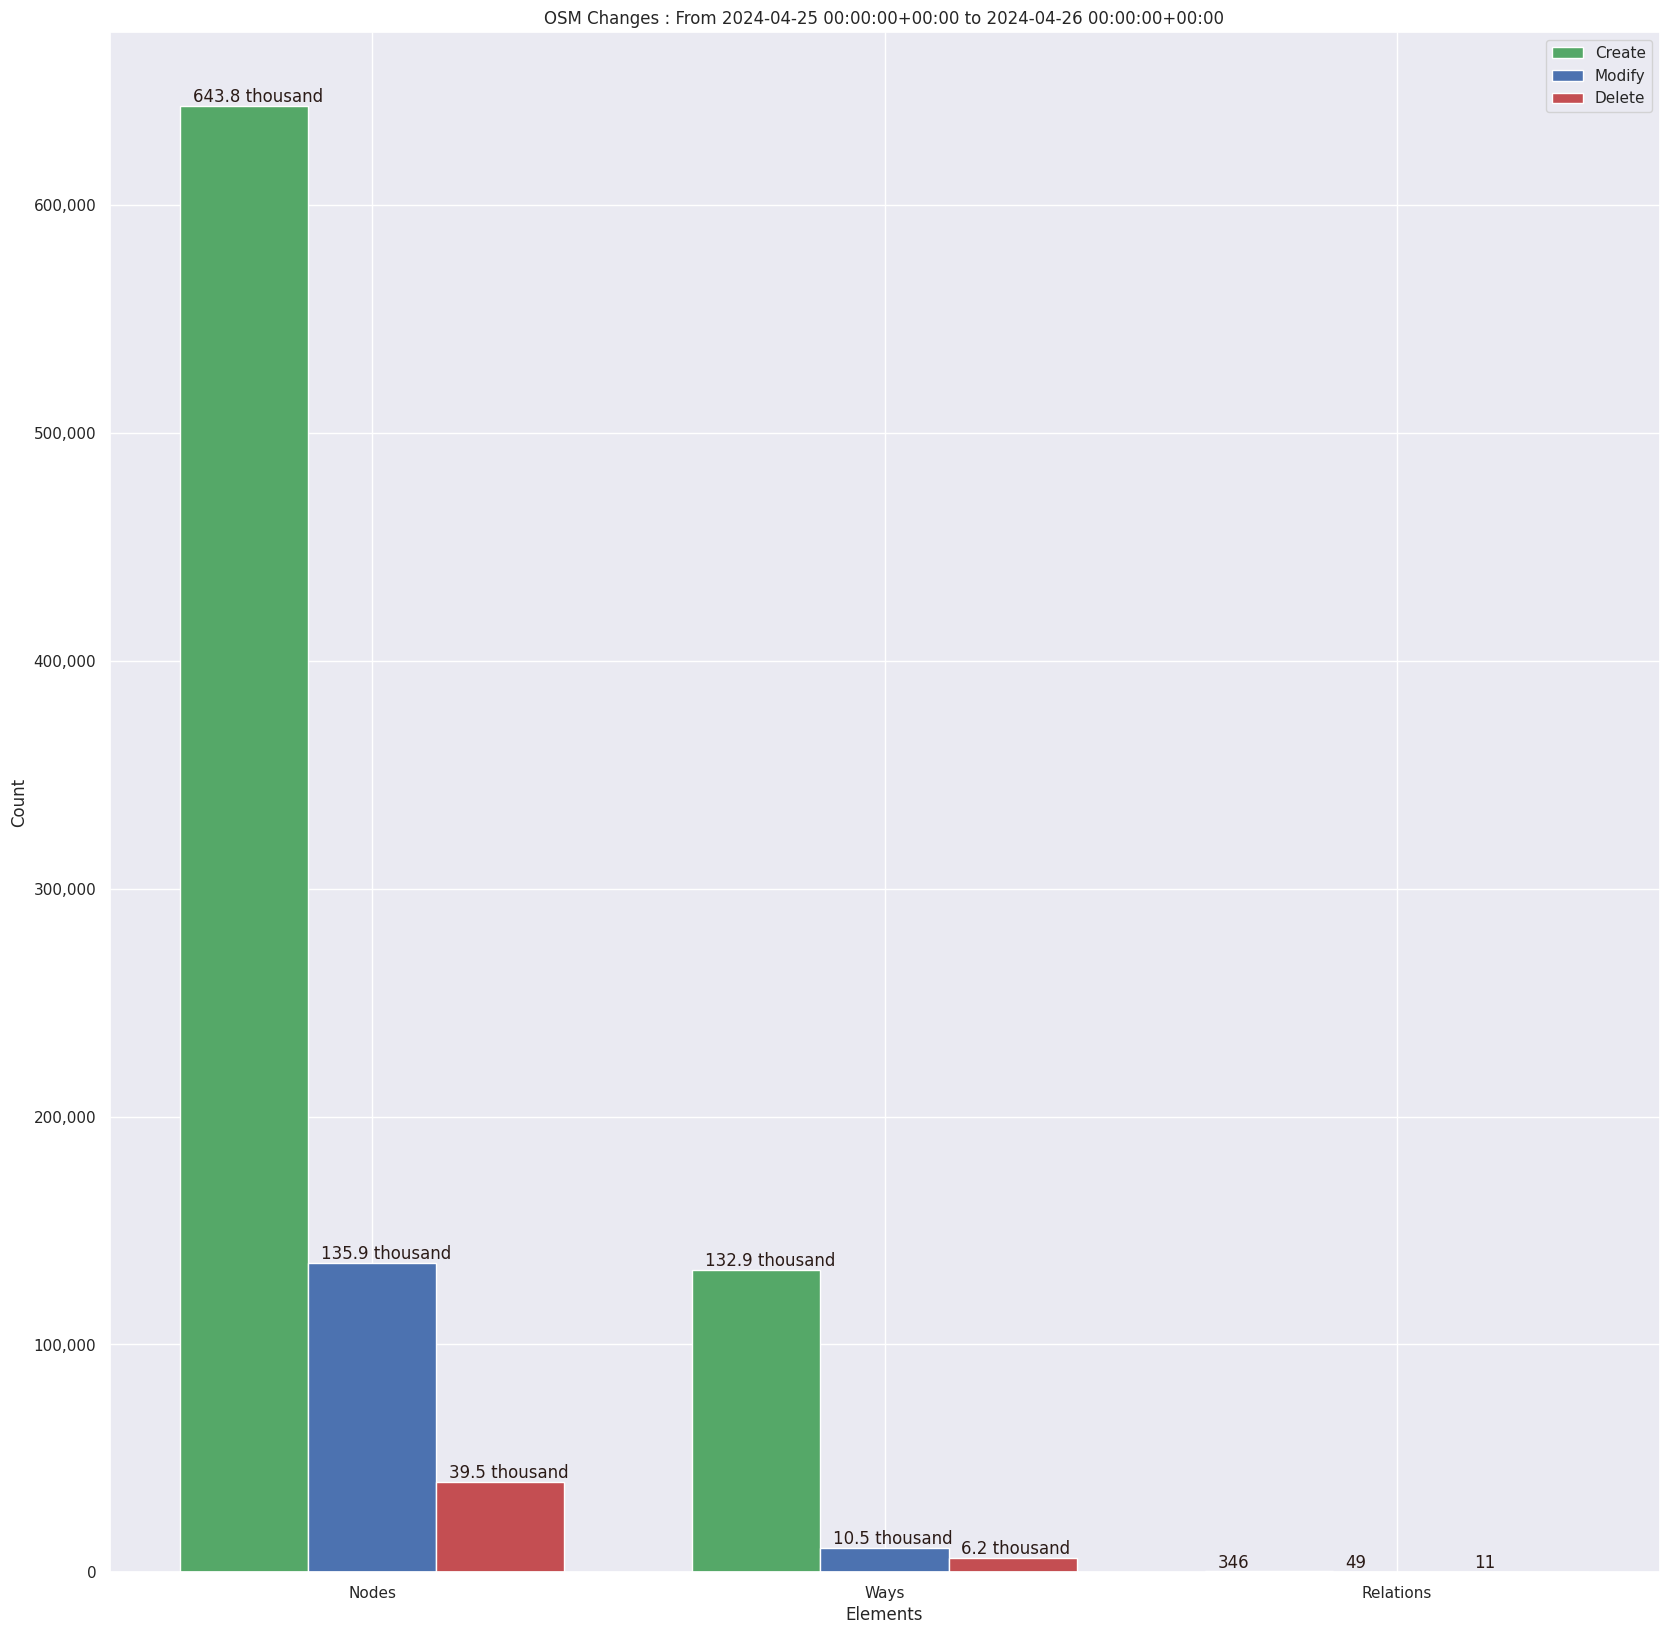 OSM Changes : From 2024-04-25 00:00:00+00:00 to 2024-04-26 00:00:00+00:00
Create
Modify
Delete
643.8 thousand
600,000
500,000
400,000
Count
300,000
200,000
135.9 thousand
132.9 thousand
100,000
39.5 thousand
10.5 thousand
6.2 thousand
346
49
11
0
Nodes
Ways
Relations
Elements